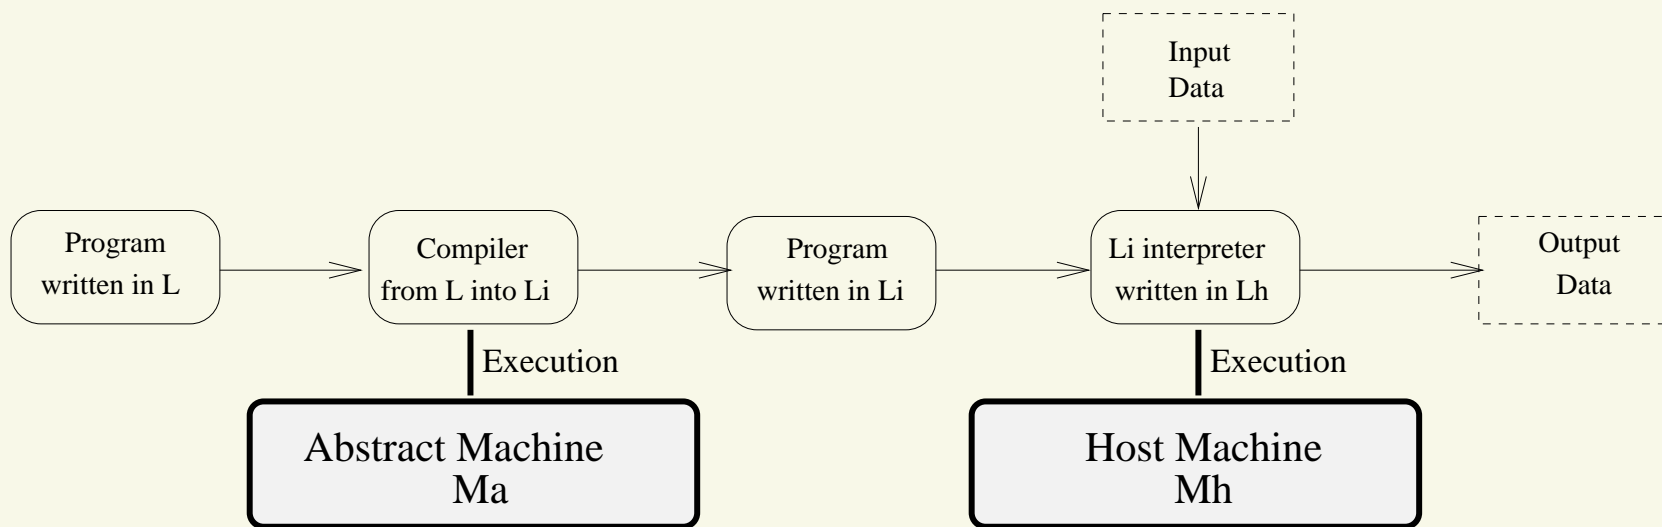 Input
Data
Program
written in L
Compiler
from L into Li
Program
written in Li
Li interpreter
written in Lh
Output
Data
Execution
Execution
Abstract Machine
Ma
Host Machine
Mh